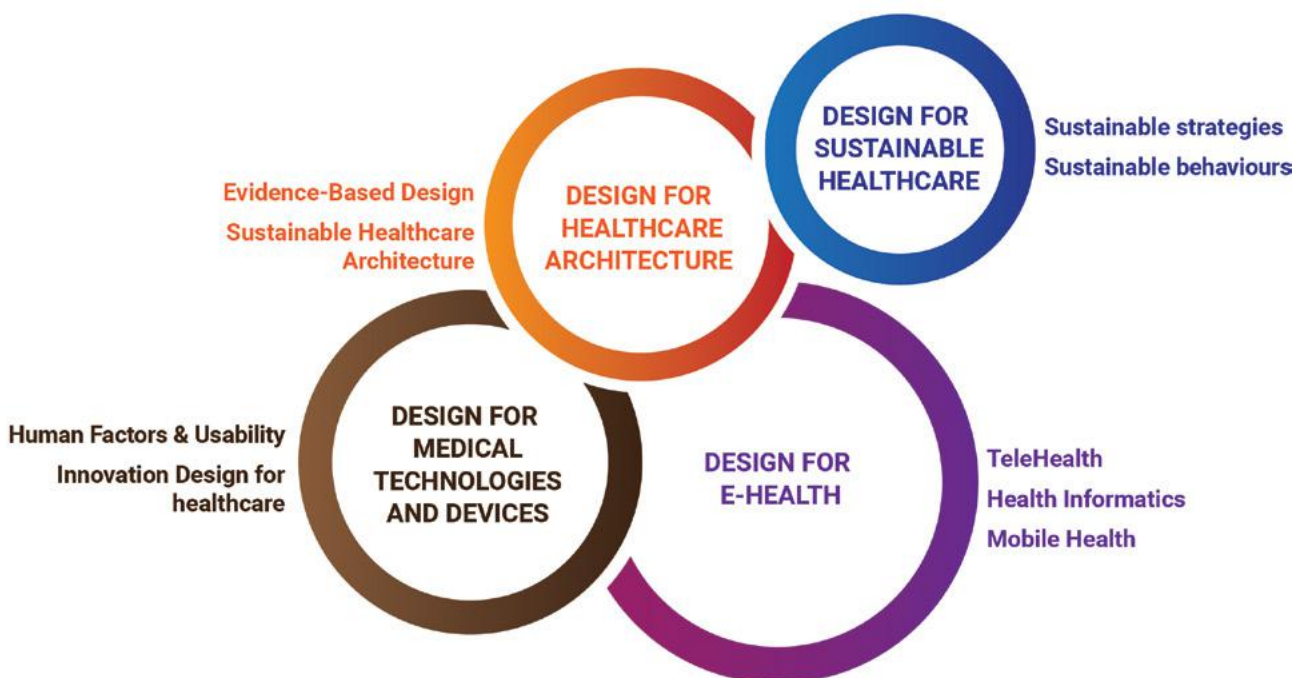 DESIGN FOR
SUSTAINABLE
HEALTHCARE
Sustainable strategies
Sustainable behaviours
Evidence-Based Design
Sustainable Healthcare
Architecture
DESIGN FOR
HEALTHCARE
ARCHITECTURE
Human Factors & Usability
Innovation Design for
healthcare
DESIGN FOR
MEDICAL
TECHNOLOGIES
AND DEVICES
DESIGN FOR
E-HEALTH
TeleHealth
Health Informatics
Mobile Health